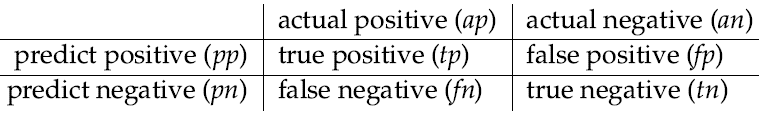 actual positive (ap) actual negative (an)
predict positive (pp) true positive (tp) false positive (fp)
predict negative (pn) false negative (fn) true negative (tn)